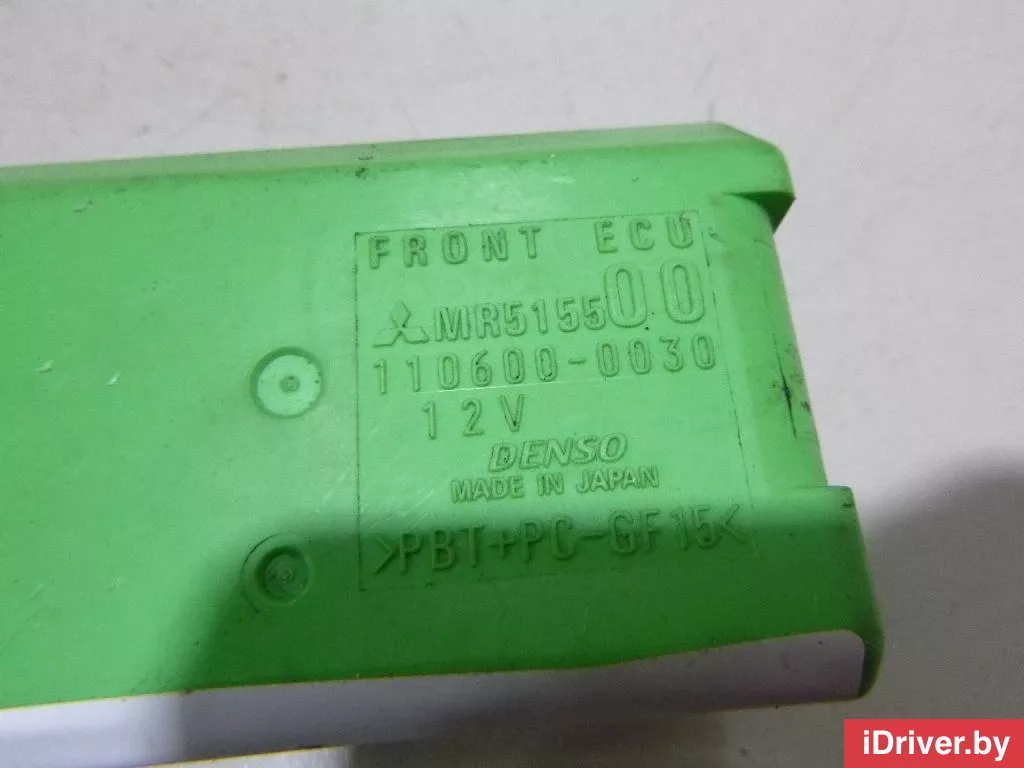 FRONT ECU
MR515500
110600-0030
12V
DENSO
MADE IN JAPAN
>PBT+PC-GF15<
iDriver.by